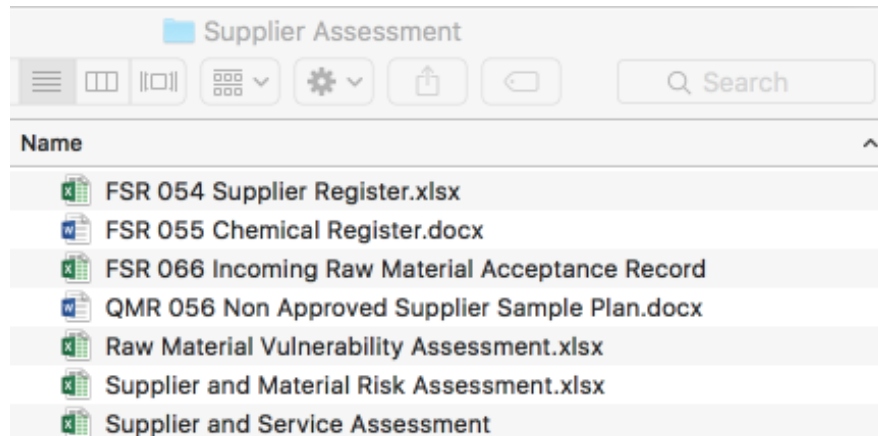 Supplier Assessment
Search
Name
FSR 054 Supplier Register.xlsx
FSR 055 Chemical Register.docx
FSR 066 Incoming Raw Material Acceptance Record
QMR 056 Non Approved Supplier Sample Plan.docx
Raw Material Vulnerability Assessment.xlsx
Supplier and Material Risk Assessment.xlsx
Supplier and Service Assessment